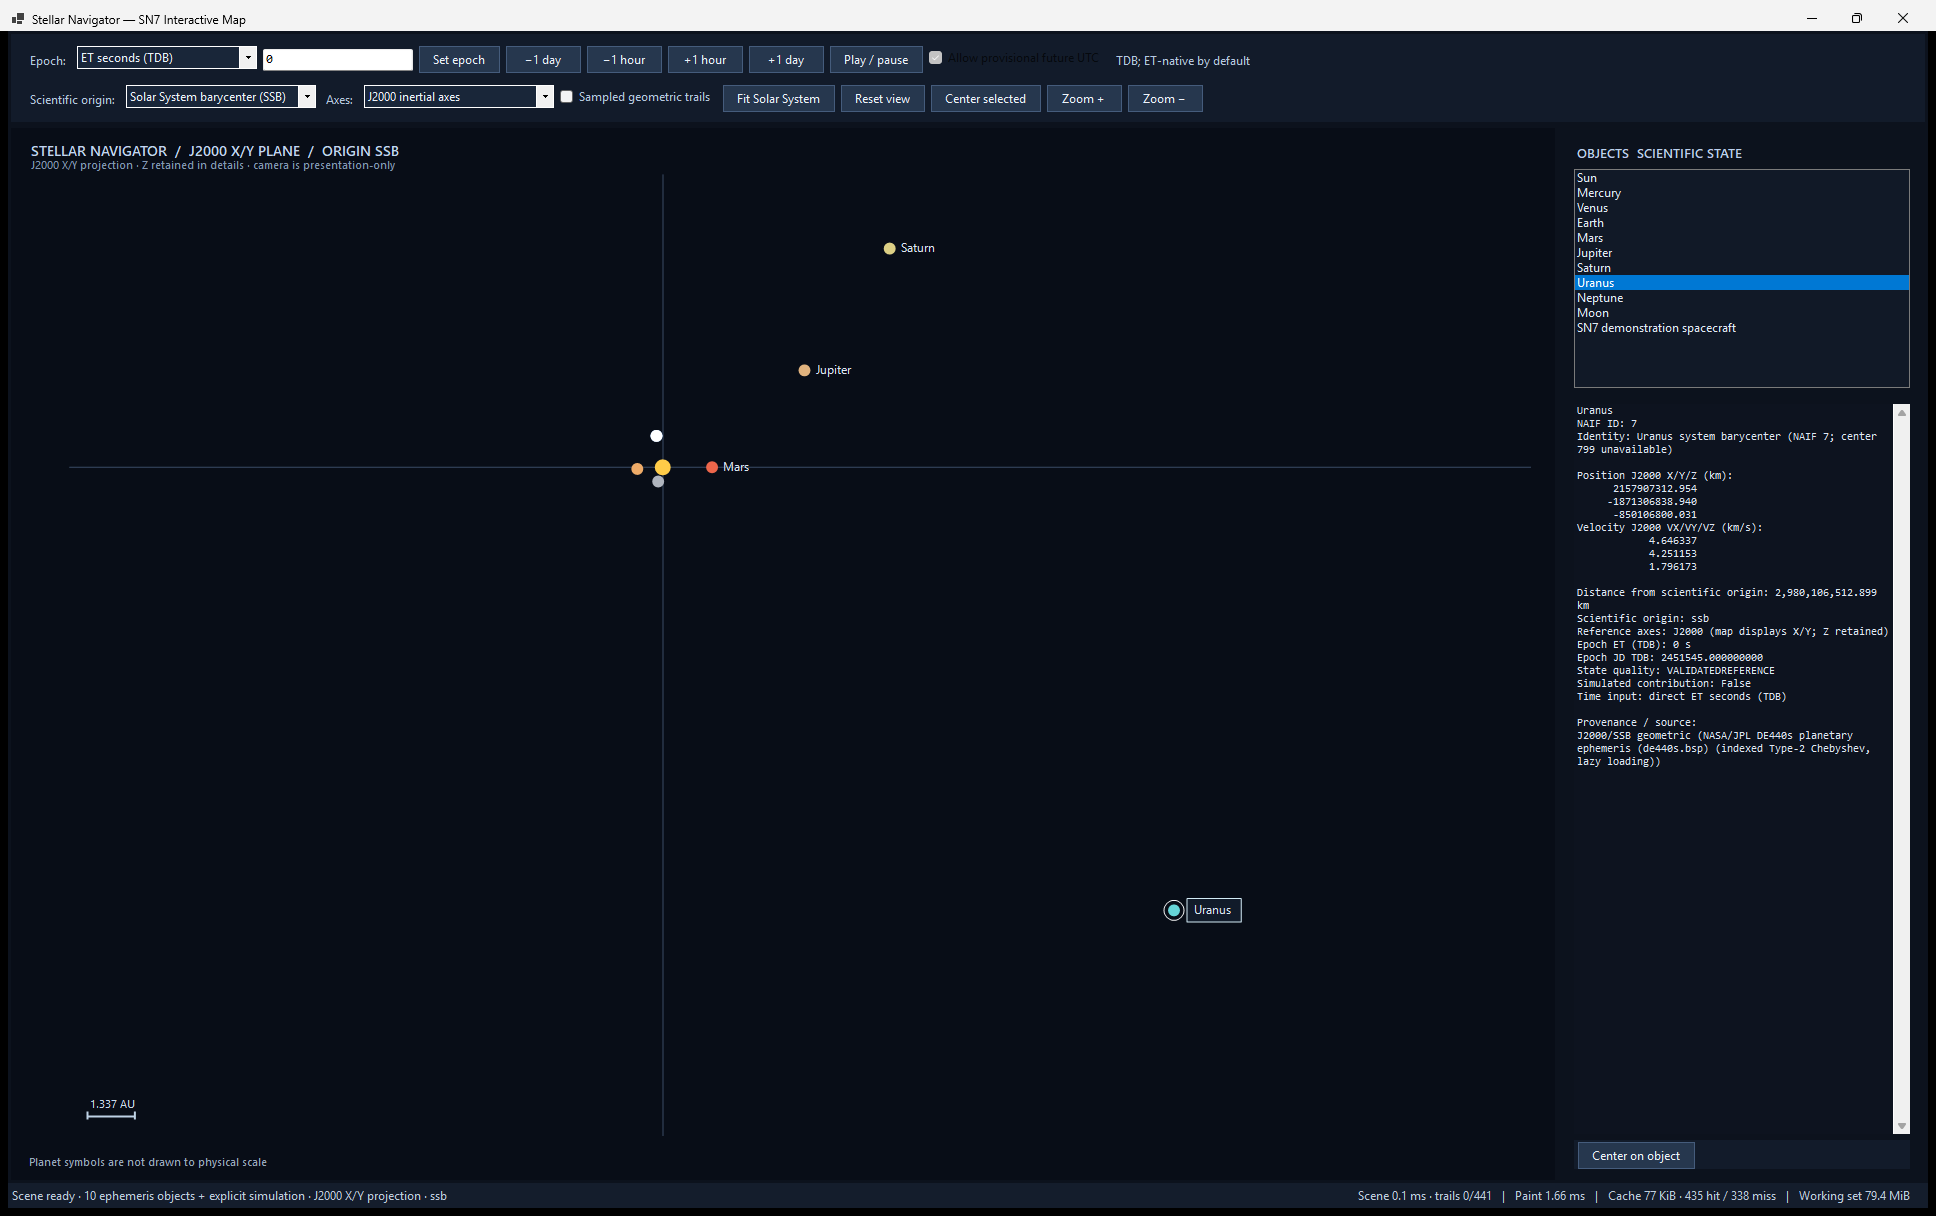 Stellar Navigator — SN7 Interactive Map
Epoch: ET seconds (TDB) 0 Set epoch −1 day −1 hour +1 hour +1 day Play / pause Allow provisional future UTC TDB; ET-native by default
Scientific origin: Solar System barycenter (SSB) Axes: J2000 inertial axes Sampled geometric trails Fit Solar System Reset view Center selected Zoom + Zoom −
STELLAR NAVIGATOR / J2000 X/Y PLANE / ORIGIN SSB
J2000 X/Y projection · Z retained in details · camera is presentation-only
Saturn
Jupiter
Mars
Uranus
1.337 AU
Planet symbols are not drawn to physical scale
OBJECTS SCIENTIFIC STATE
Sun
Mercury
Venus
Earth
Mars
Jupiter
Saturn
Uranus
Neptune
Moon
SN7 demonstration spacecraft
Uranus
NAIF ID: 7
Identity: Uranus system barycenter (NAIF 7; center
799 unavailable)
Position J2000 X/Y/Z (km):
2157907312.954
-1871306838.940
-850106800.031
Velocity J2000 VX/VY/VZ (km/s):
4.646337
4.251153
1.796173
Distance from scientific origin: 2,980,106,512.899
km
Scientific origin: ssb
Reference axes: J2000 (map displays X/Y; Z retained)
Epoch ET (TDB): 0 s
Epoch JD TDB: 2451545.000000000
State quality: VALIDATEDREFERENCE
Simulated contribution: False
Time input: direct ET seconds (TDB)
Provenance / source:
J2000/SSB geometric (NASA/JPL DE440s planetary
ephemeris (de440s.bsp) (indexed Type-2 Chebyshev,
lazy loading))
Center on object
Scene ready · 10 ephemeris objects + explicit simulation · J2000 X/Y projection · ssb
Scene 0.1 ms · trails 0/441 | Paint 1.66 ms | Cache 77 KiB · 435 hit / 338 miss | Working set 79.4 MiB